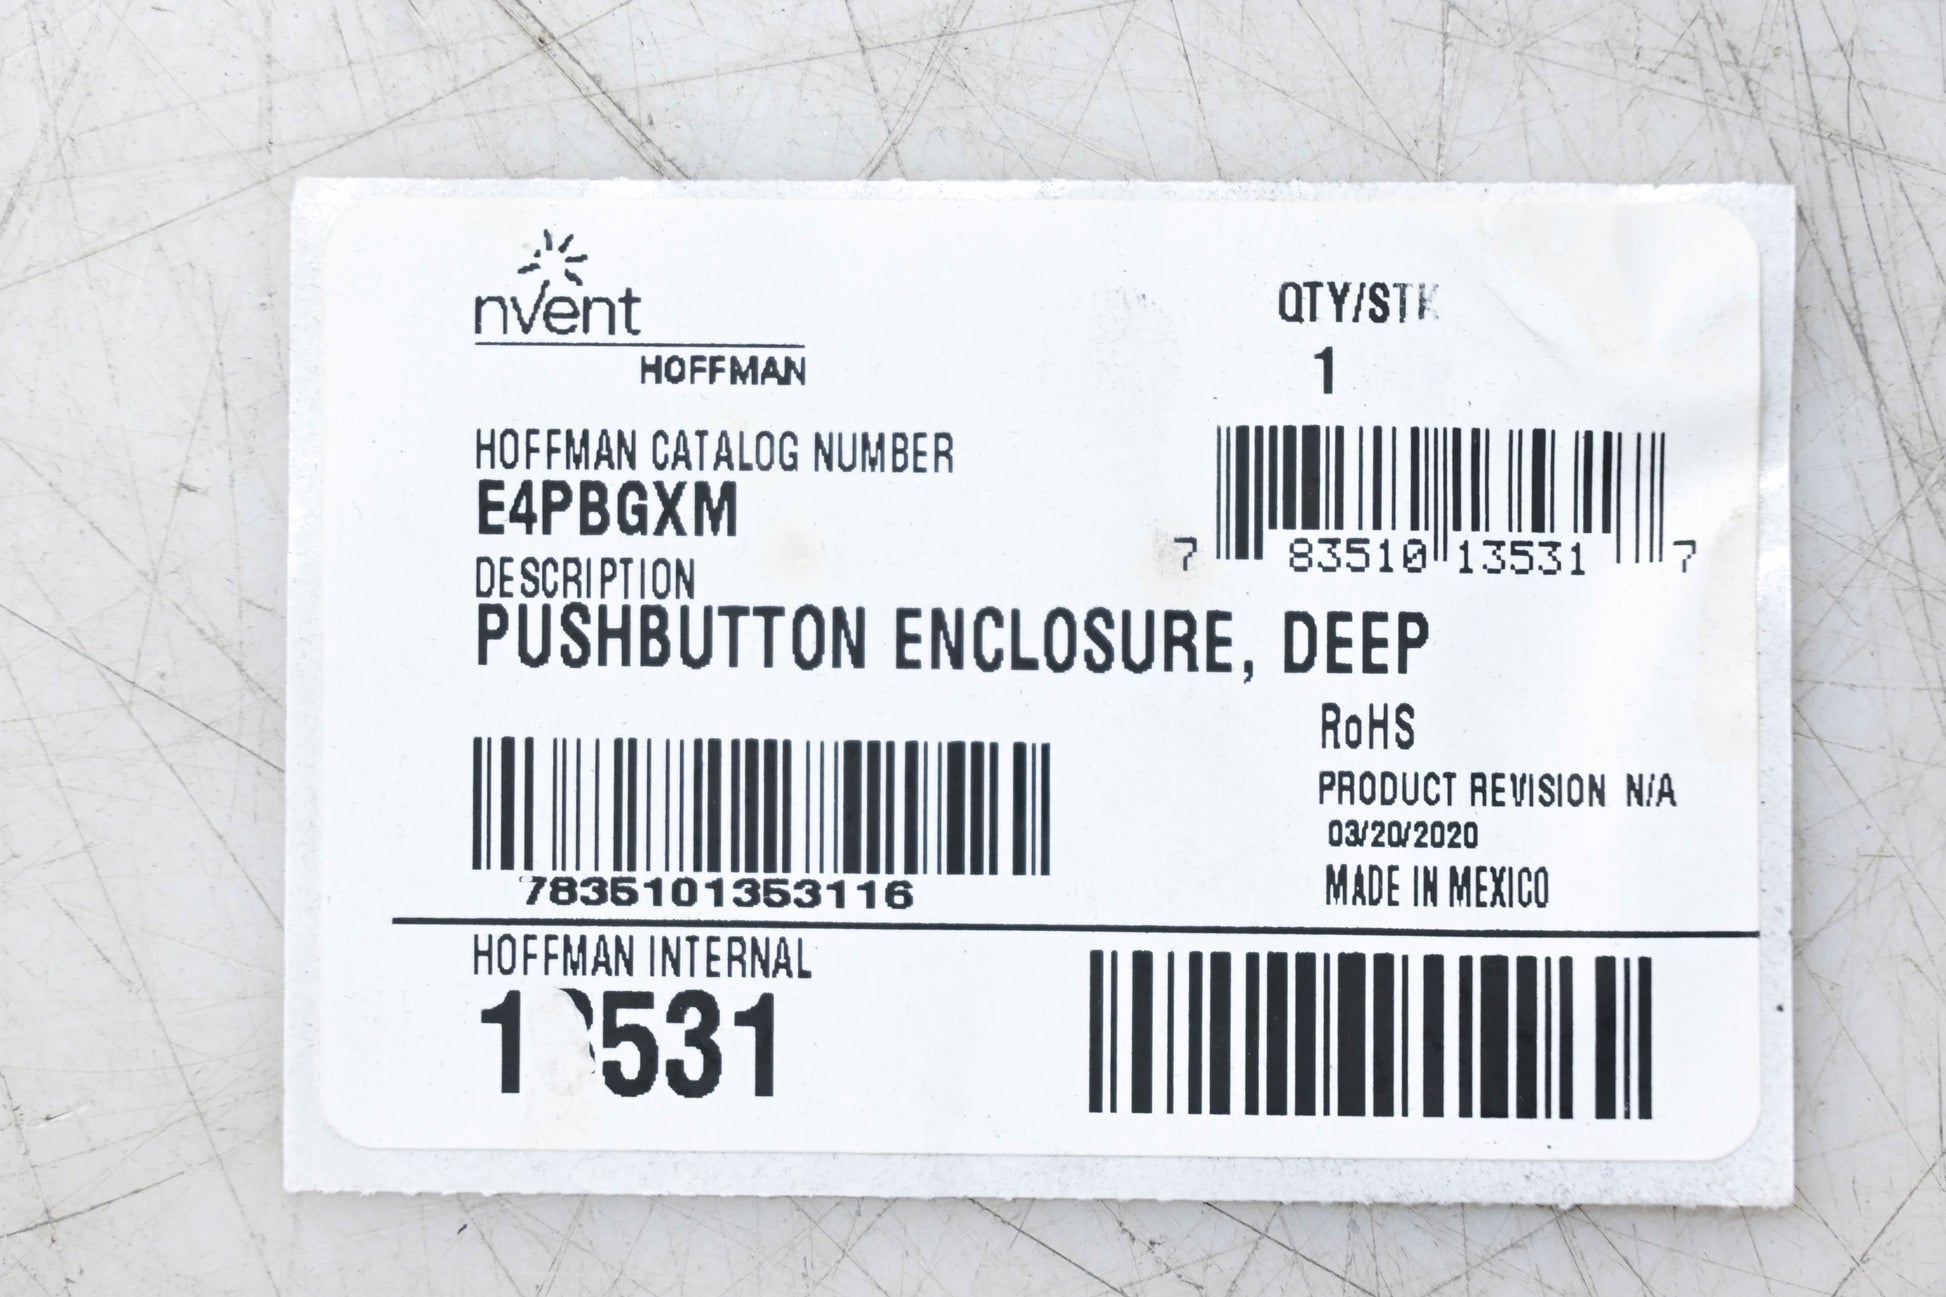 nvent
HOFFMAN
QTY/STK
1
HOFFMAN CATALOG NUMBER
E4PBGXM
7 83510 13531 7
DESCRIPTION
PUSHBUTTON ENCLOSURE, DEEP
RoHS
PRODUCT REVISION N/A
03/20/2020
MADE IN MEXICO
7835101353116
HOFFMAN INTERNAL
13531